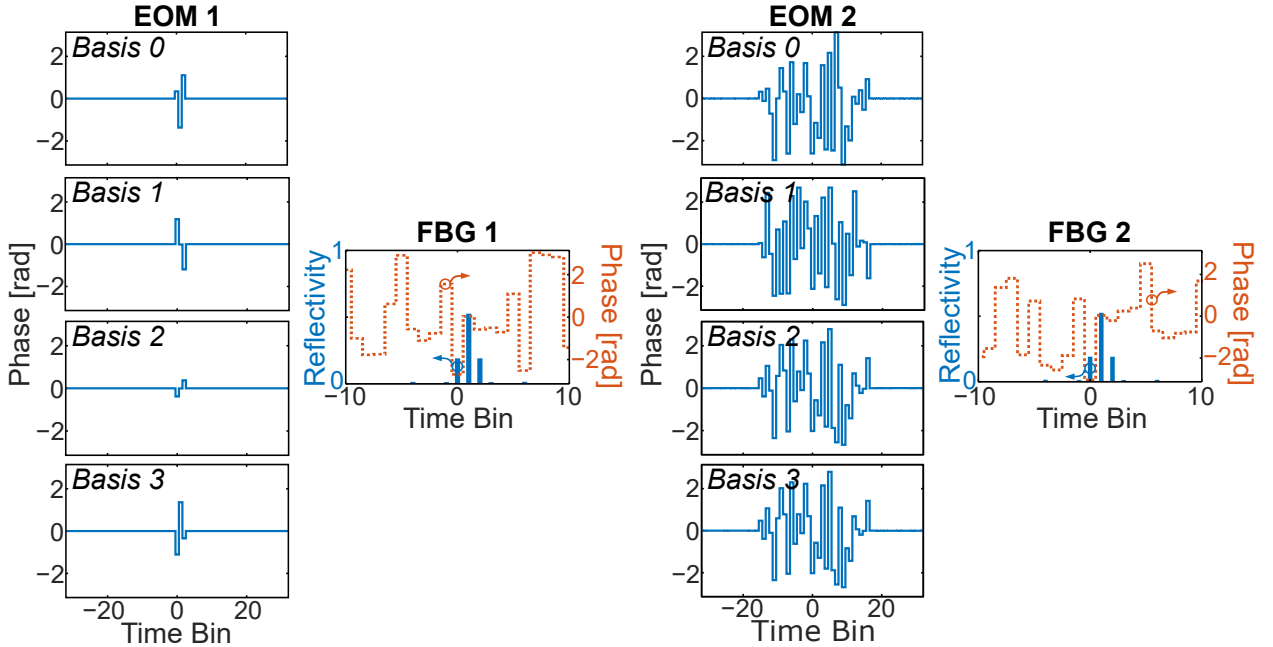 EOM 1
Basis 0
2
0
−2
Basis 1
2
0
−2
Basis 2
2
0
−2
Basis 3
2
0
−2
−20
0
20
Phase [rad]
Time Bin
FBG 1
1
0
Reflectivity
2
0
−2
Phase [rad]
−10
0
10
Time Bin
EOM 2
Basis 0
2
0
−2
Basis 1
2
0
−2
Basis 2
2
0
−2
Basis 3
2
0
−2
−20
0
20
Phase [rad]
Time Bin
FBG 2
1
0
Reflectivity
2
0
−2
Phase [rad]
−10
0
10
Time Bin